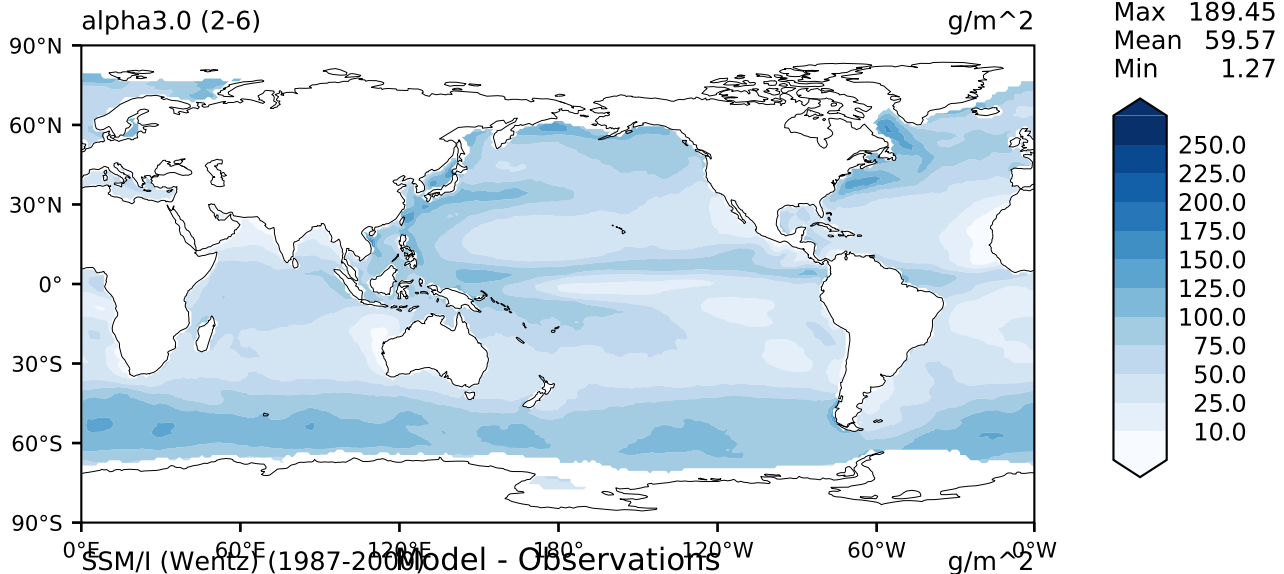 alpha3.0 (2-6) g/m^2
Max 189.45
Mean 59.57
Min 1.27
90°N
60°N
30°N
0°
30°S
60°S
90°S
0°E 60°E 120°E 180° 120°W 60°W 0°W
SSM/I (Wentz) (1987-2000) Model - Observations g/m^2
250.0
225.0
200.0
175.0
150.0
125.0
100.0
75.0
50.0
25.0
10.0